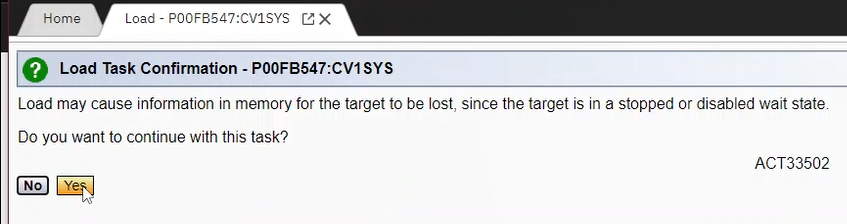 Home
Load - P00FB547:CV1SYS
Load Task Confirmation - P00FB547:CV1SYS
Load may cause information in memory for the target to be lost, since the target is in a stopped or disabled wait state.
Do you want to continue with this task?
ACT33502
No Yes